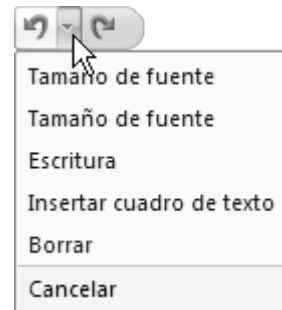 Tamaño de fuente
Tamaño de fuente
Escritura
Insertar cuadro de texto
Borrar
Cancelar